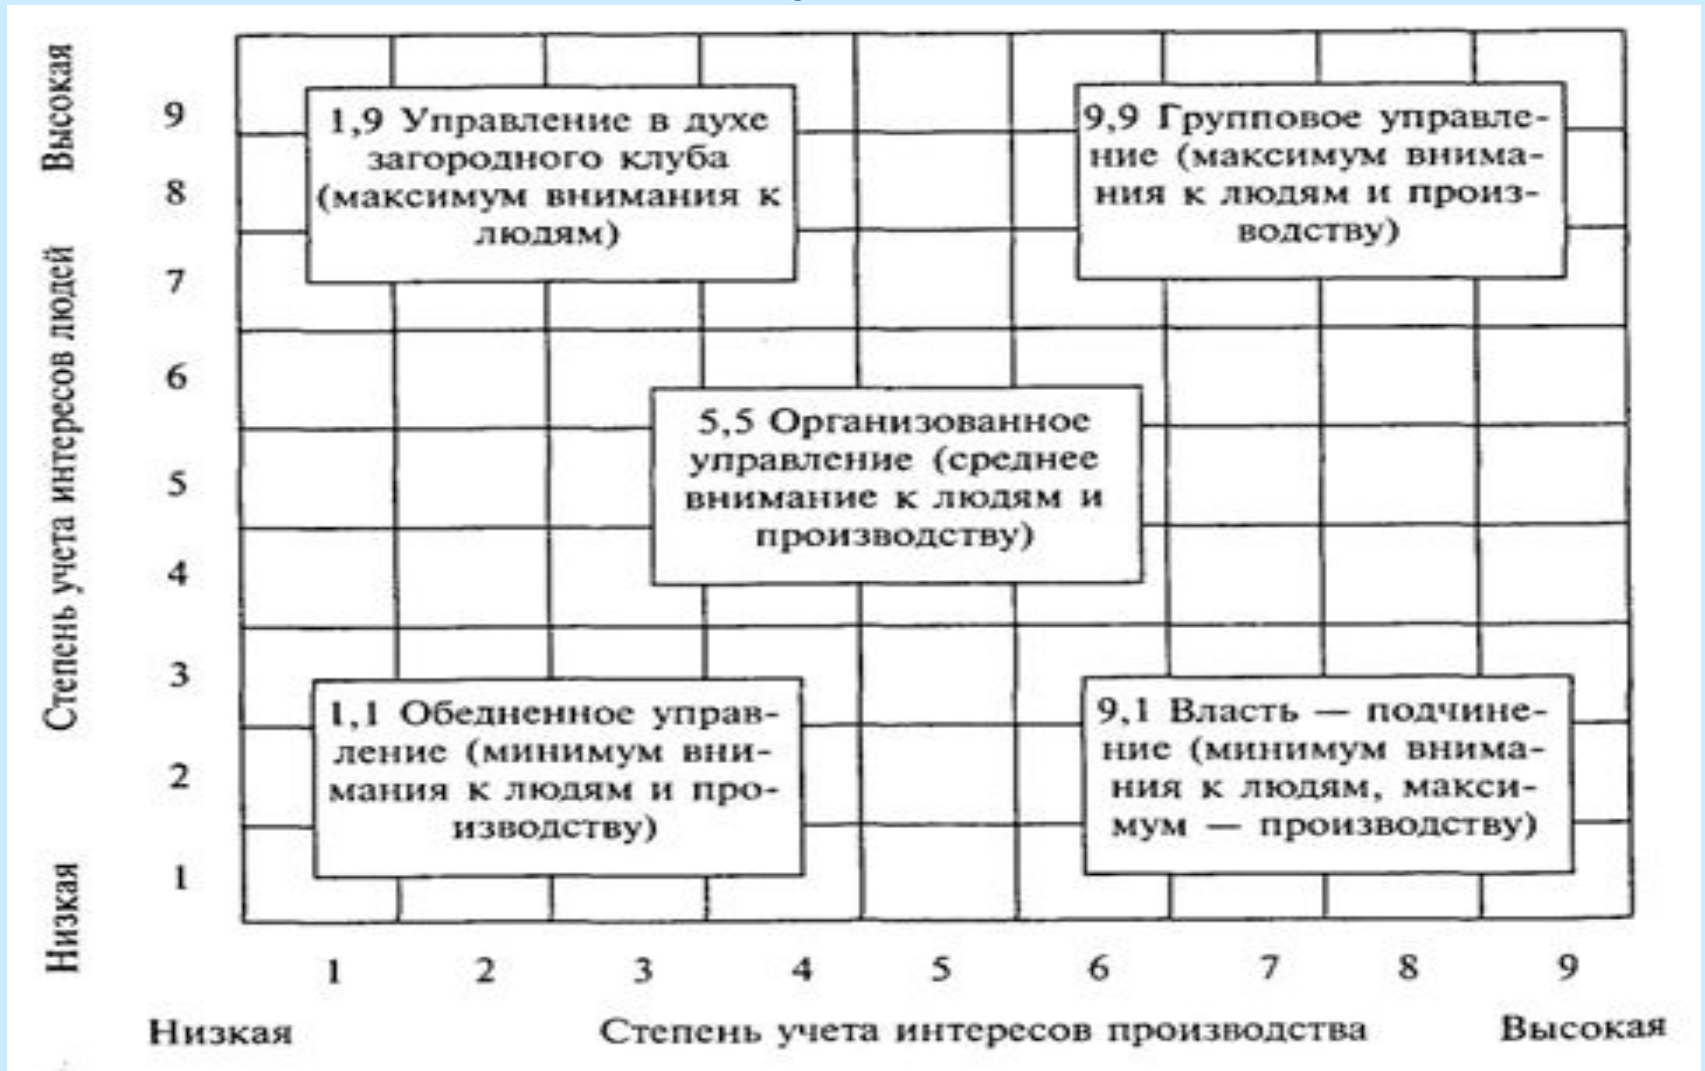 Высокая
Степень учета интересов людей
Низкая
9
8
7
6
5
4
3
2
1
1,9 Управление в духе
загородного клуба
(максимум внимания к
людям)
9,9 Групповое управле-
ние (максимум внима-
ния к людям и произ-
водству)
5,5 Организованное
управление (среднее
внимание к людям и
производству)
1,1 Обедненное управ-
ление (минимум вни-
мания к людям и про-
изводству)
9,1 Власть — подчине-
ние (минимум внима-
ния к людям, макси-
мум — производству)
1 2 3 4 5 6 7 8 9
Низкая Степень учета интересов производства Высокая